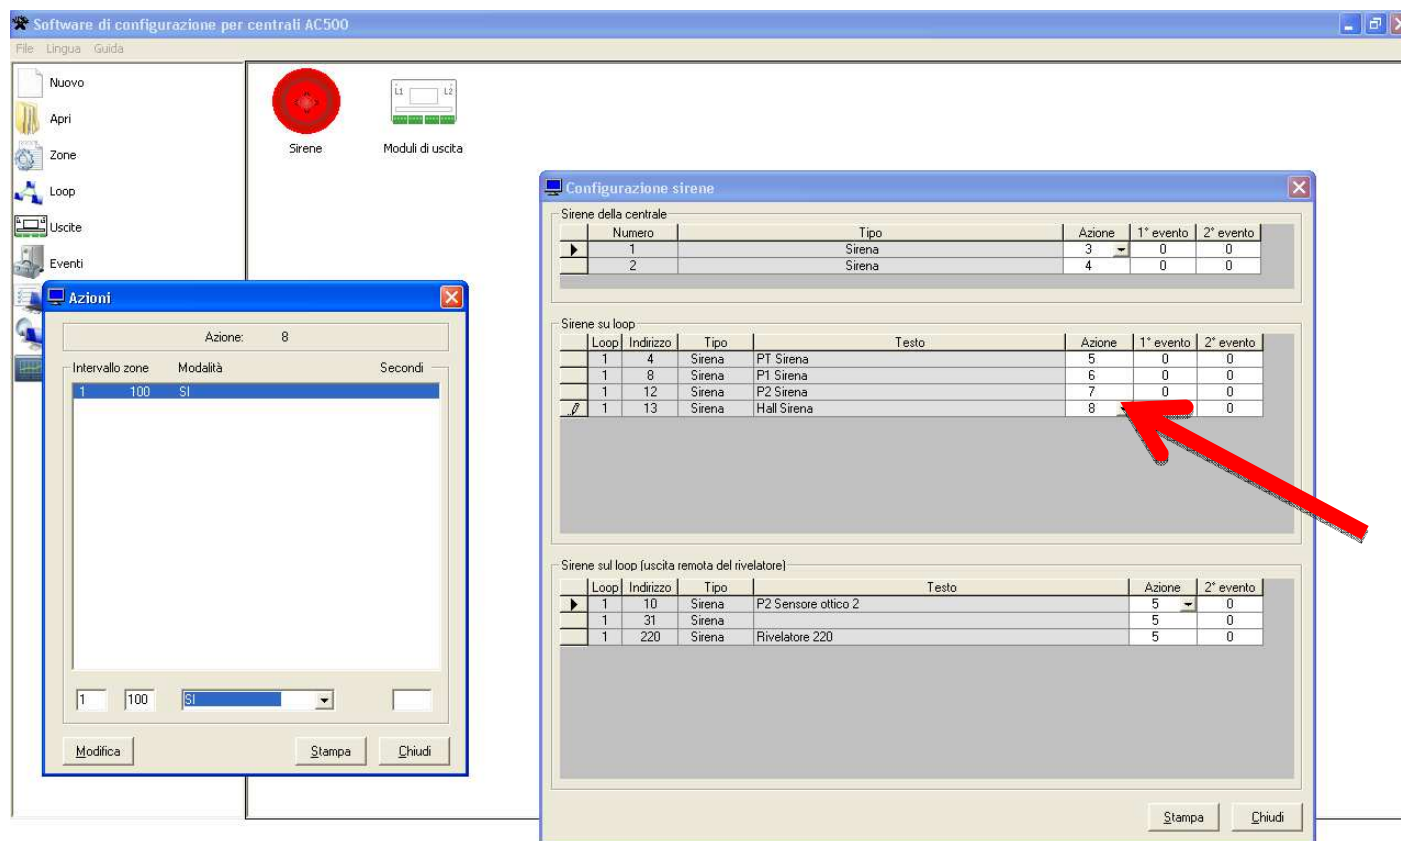 Software di configurazione per centrali AC500
File Lingua Guida
Nuovo
Apri
Zone
Loop
Uscite
Eventi
L1 L2
Sirene Moduli di uscita
Azioni
Azione: 8
Intervallo zone Modalità Secondi
1 100 SI
1 100 SI
Modifica Stampa Chiudi
Configurazione sirene
Sirene della centrale
Numero Tipo Azione 1° evento 2° evento
1 Sirena 3 0 0
2 Sirena 4 0 0
Sirene su loop
Loop Indirizzo Tipo Testo Azione 1° evento 2° evento
1 4 Sirena PT Sirena 5 0 0
1 8 Sirena P1 Sirena 6 0 0
1 12 Sirena P2 Sirena 7 0 0
1 13 Sirena Hall Sirena 8 0
Sirene sul loop (uscita remota del rivelatore)
Loop Indirizzo Tipo Testo Azione 2° evento
1 10 Sirena P2 Sensore ottico 2 5 0
1 31 Sirena 5 0
1 220 Sirena Rivelatore 220 5 0
Stampa Chiudi